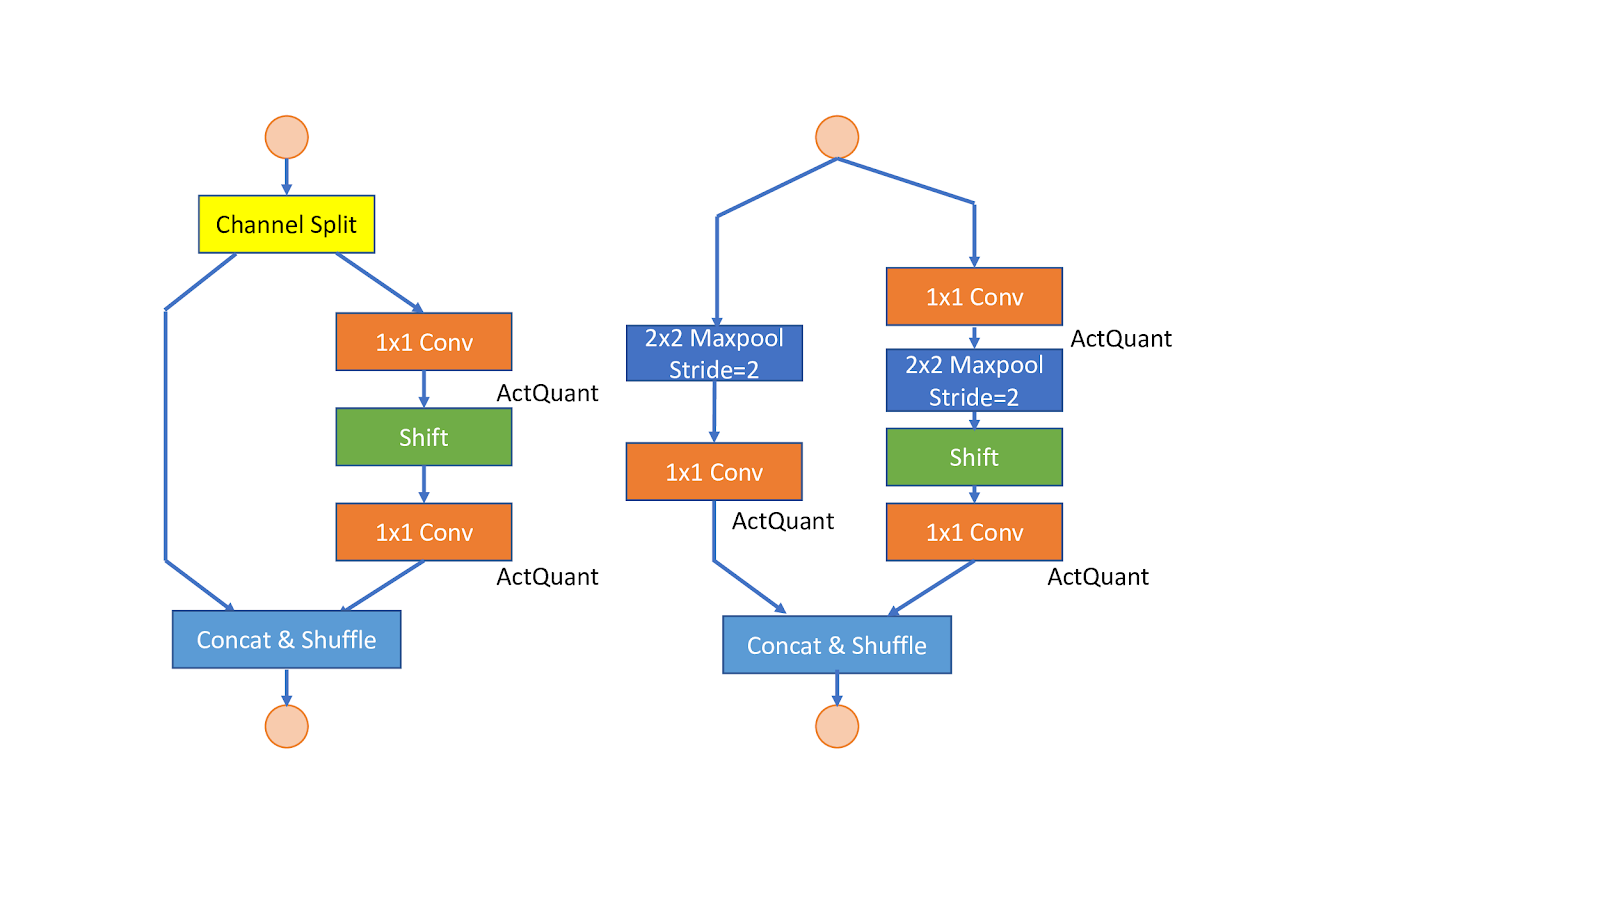 Channel Split
1x1 Conv
ActQuant
Shift
1x1 Conv
ActQuant
Concat & Shuffle
2x2 Maxpool
Stride=2
1x1 Conv
ActQuant
1x1 Conv
ActQuant
2x2 Maxpool
Stride=2
Shift
1x1 Conv
ActQuant
Concat & Shuffle